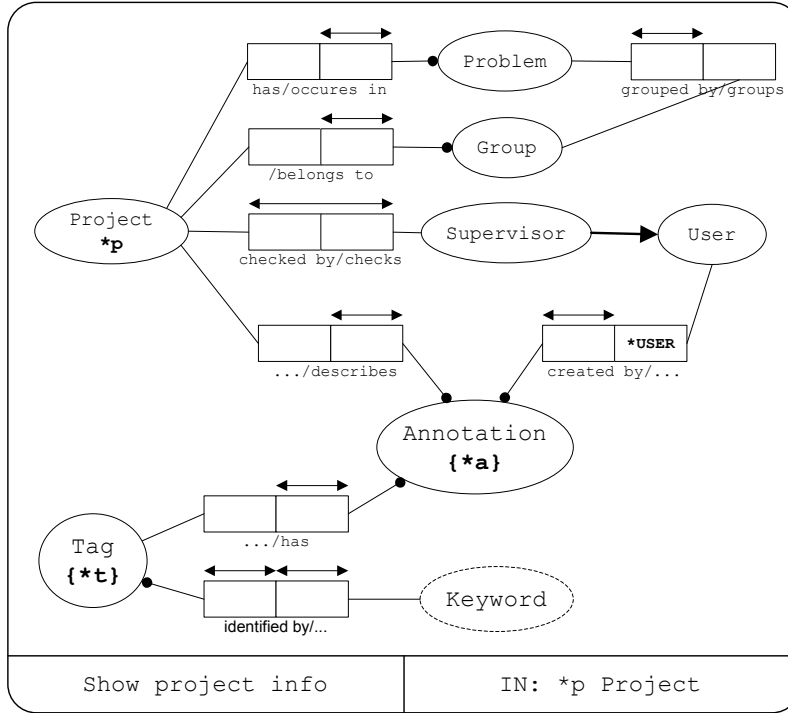 Problem
has/occures in
grouped by/groups
Group
/belongs to
Project
*p
Supervisor
User
checked by/checks
*USER
.../describes
created by/...
Annotation
{*a}
.../has
Tag
{*t}
Keyword
identified by/...
Show project info
IN: *p Project